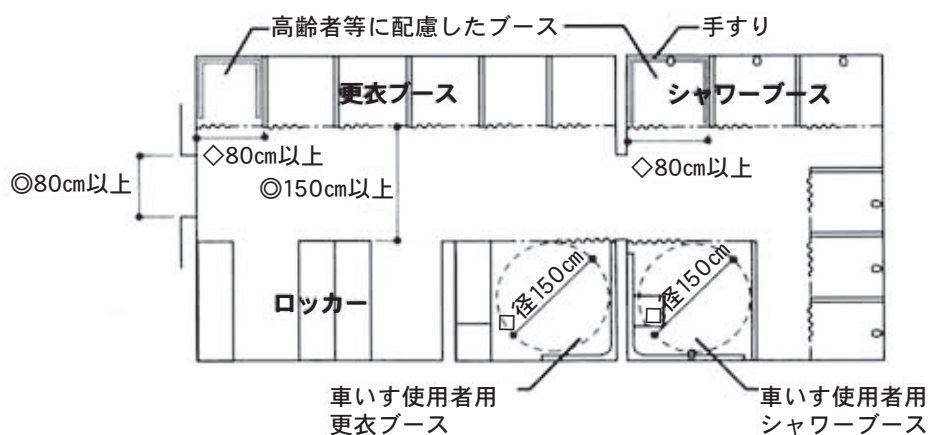 高齢者等に配慮したブース
手すり
更衣ブース
シャワーブース
◇80㎝以上
◇80㎝以上
◎80㎝以上
◎150㎝以上
ロッカー
□径150㎝
□径150㎝
車いす使用者用
更衣ブース
車いす使用者用
シャワーブース